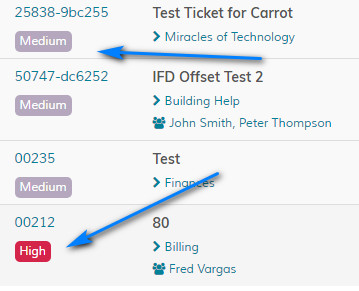 25838-9bc255 Test Ticket for Carrot
Medium Miracles of Technology
50747-dc6252 IFD Offset Test 2
Medium Building Help
John Smith, Peter Thompson
00235 Test
Medium Finances
00212 80
High Billing
Fred Vargas